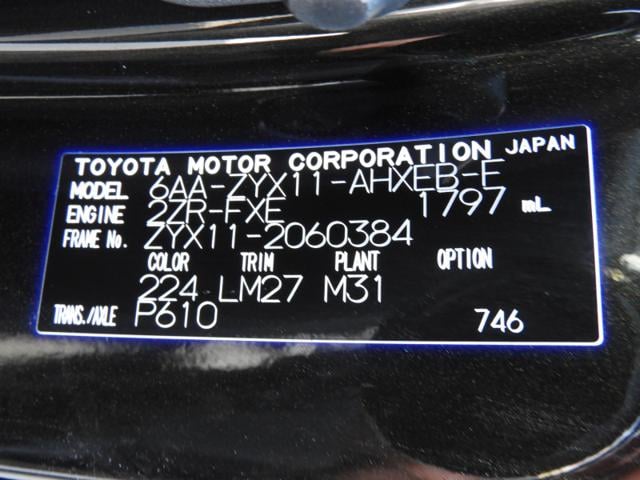 TOYOTA MOTOR CORPORATION JAPAN
MODEL 6AA-ZYX11-AHXEB-E
ENGINE 2ZR-FXE 1797 mL
FRAME No. ZYX11-2060384
COLOR TRIM PLANT OPTION
224 LM27 M31
TRANS./AXLE P610 746